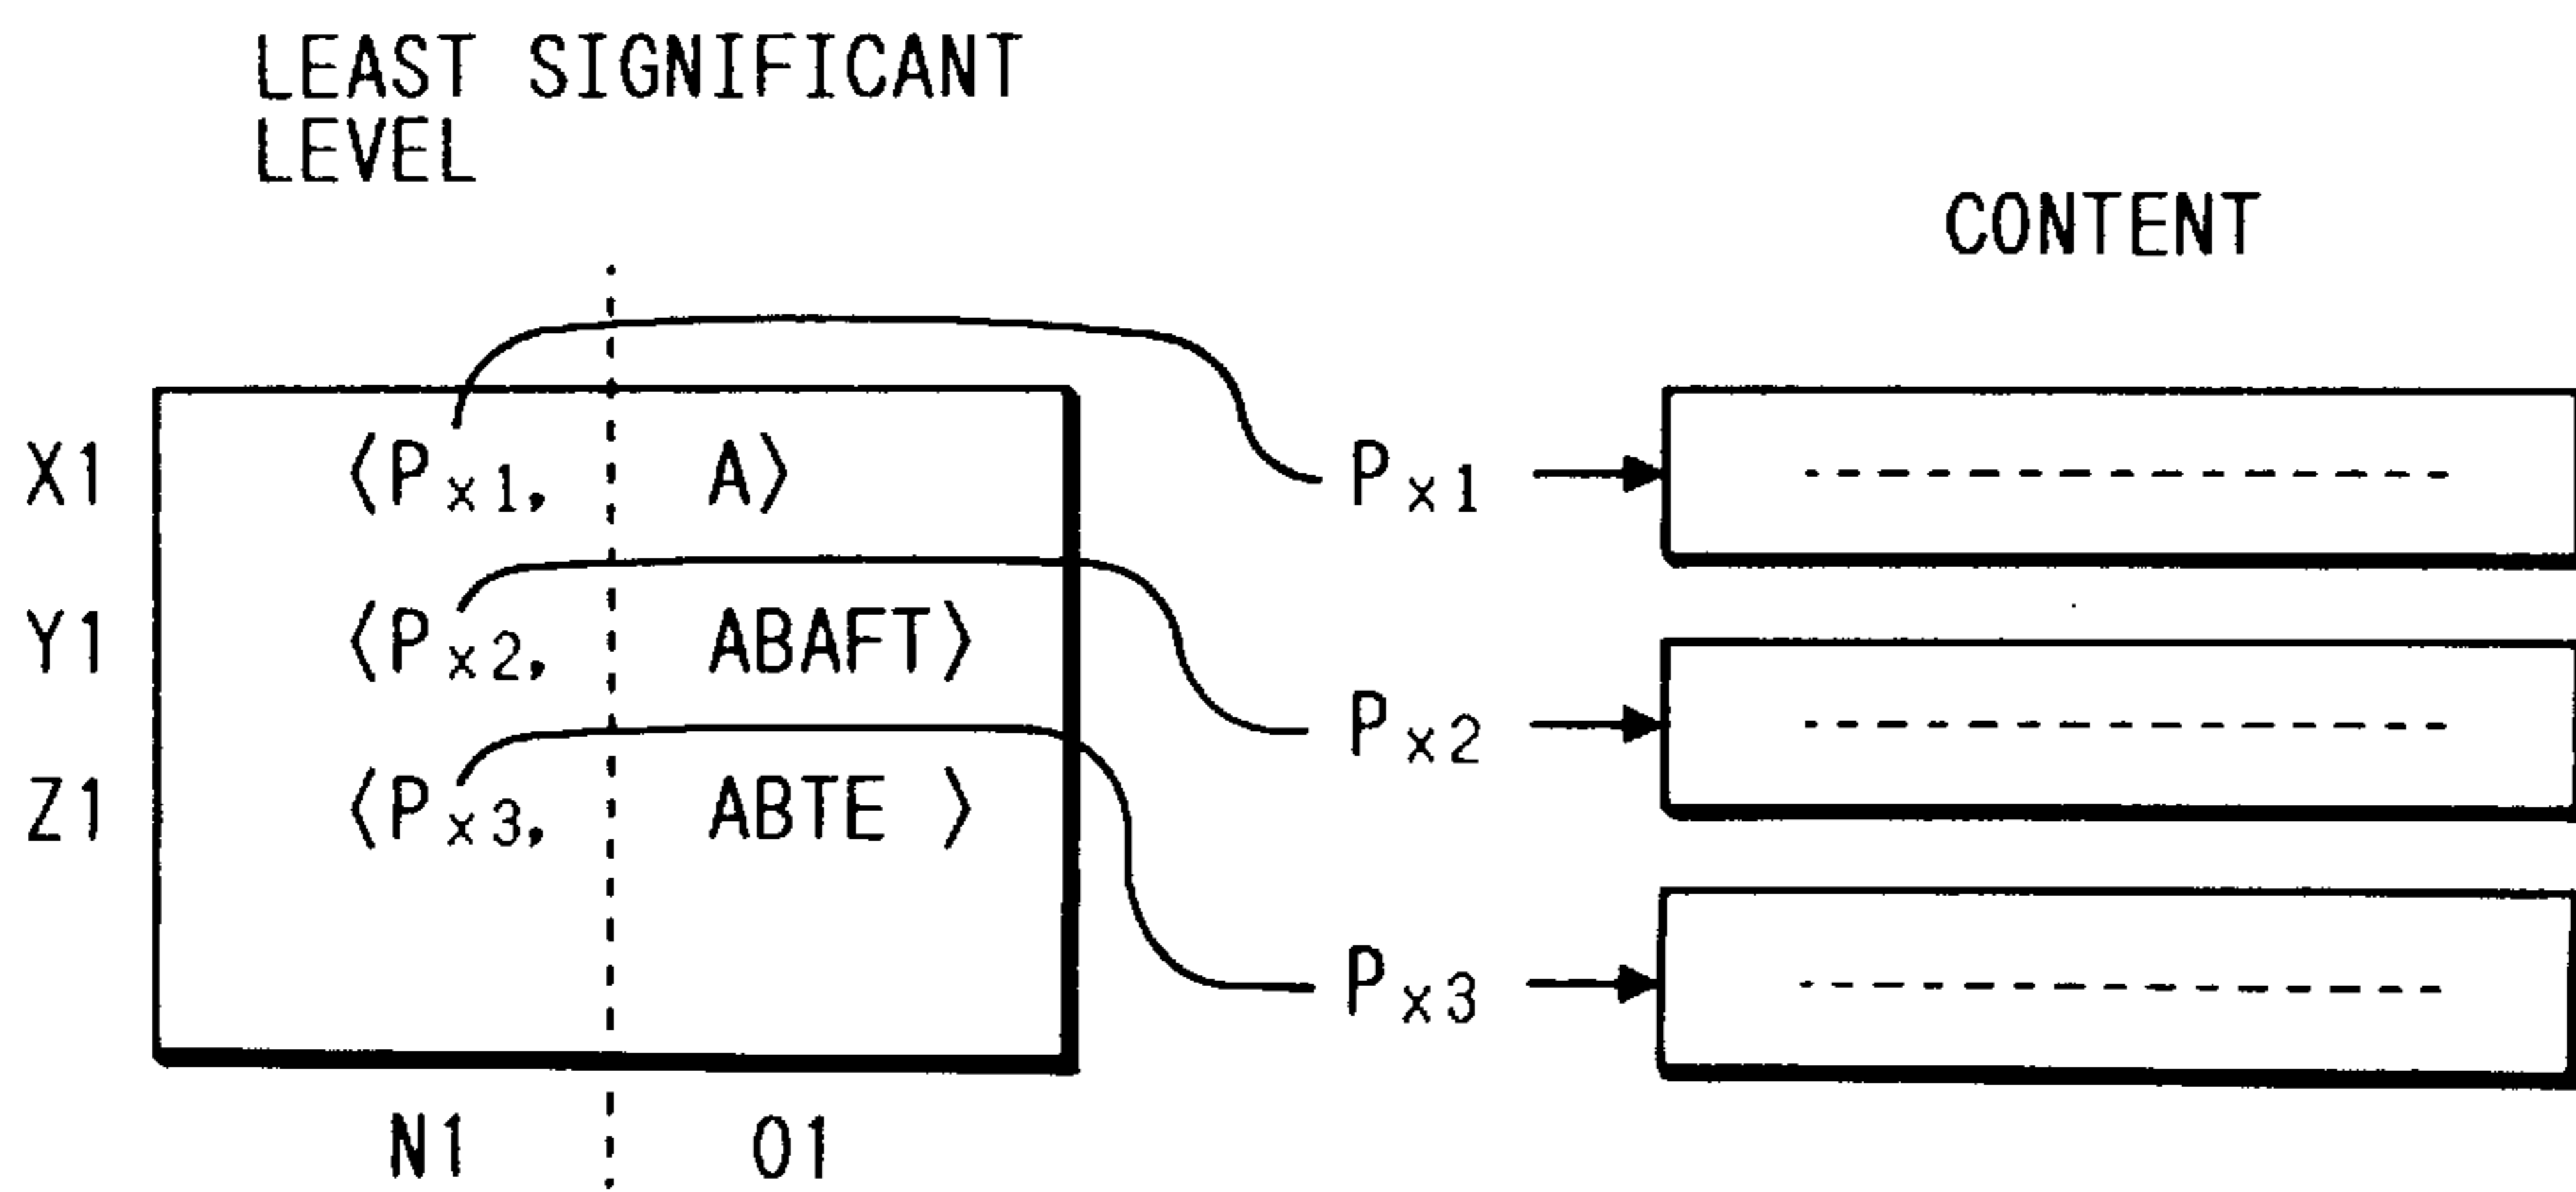 LEAST SIGNIFICANT
LEVEL
CONTENT
X1 〈Px1, A〉 Px1
Y1 〈Px2, ABAFT〉 Px2
Z1 〈Px3, ABTE 〉 Px3
N1 O1